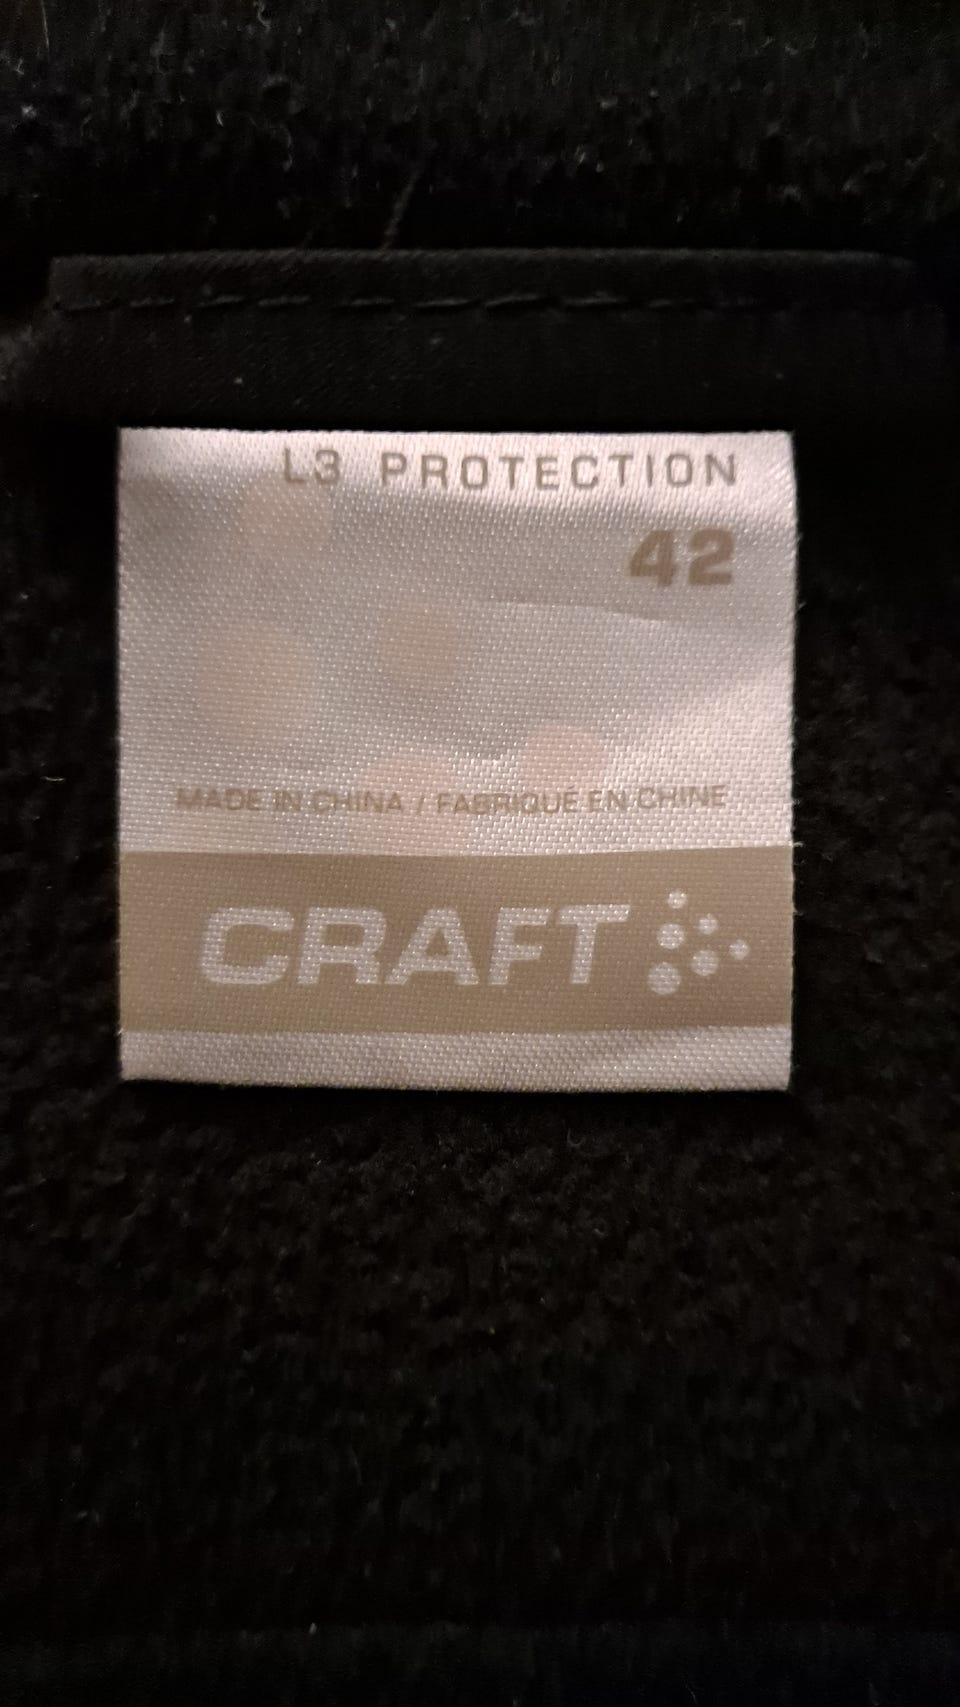 L3 PROTECTION
42
MADE IN CHINA / FABRIQUÉ EN CHINE
CRAFT